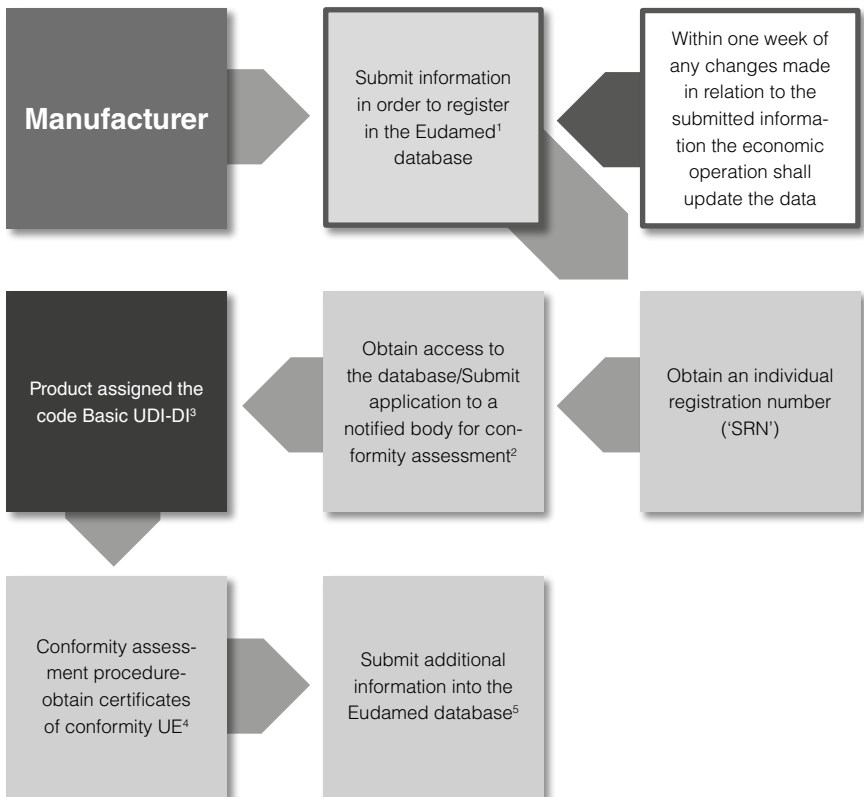 Manufacturer
Submit information
in order to register
in the Eudamed¹
database
Within one week of
any changes made
in relation to the
submitted informa-
tion the economic
operation shall
update the data
Product assigned the
code Basic UDI-DI³
Obtain access to
the database/Submit
application to a
notified body for con-
formity assessment²
Obtain an individual
registration number
(‘SRN’)
Conformity assess-
ment procedure-
obtain certificates
of conformity UE⁴
Submit additional
information into the
Eudamed database⁵